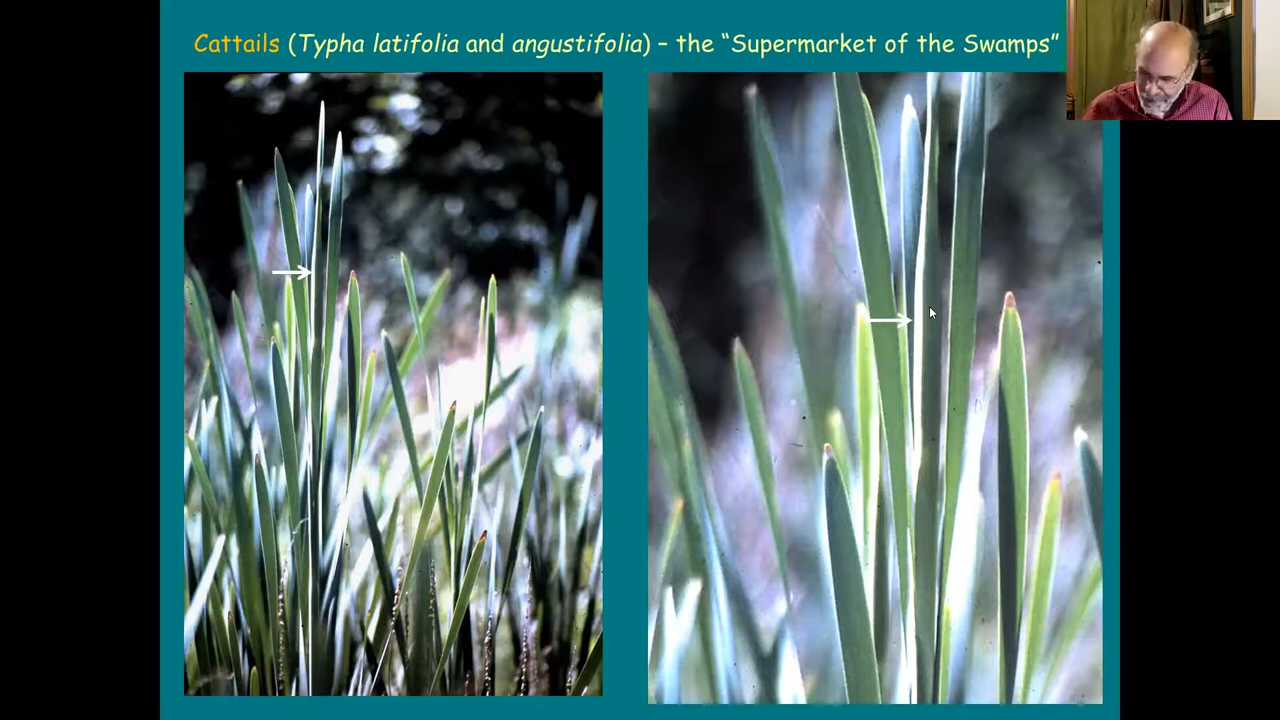 Cattails (Typha latifolia and angustifolia) – the “Supermarket of the Swamps”